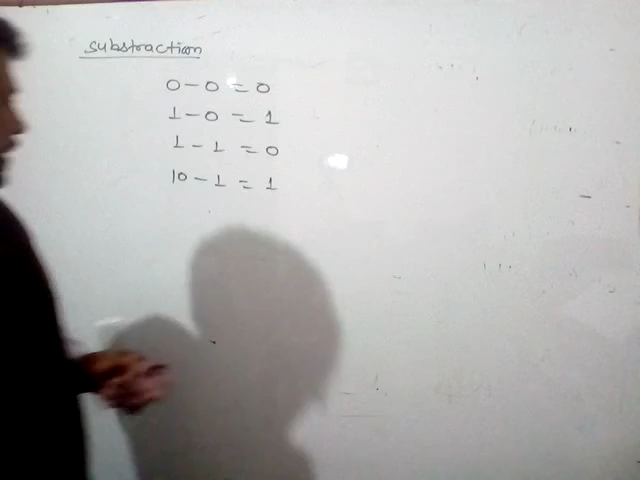 substraction
0 - 0 = 0
1 - 0 = 1
1 - 1 = 0
10 - 1 = 1